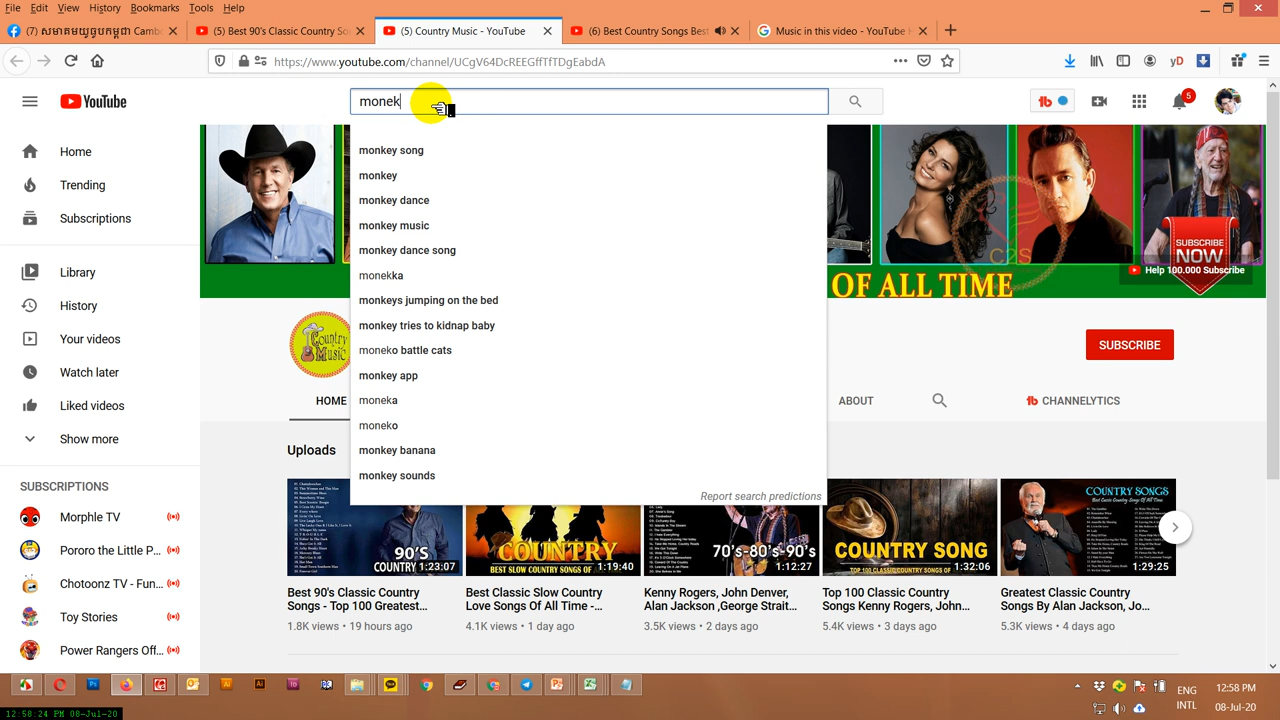 File Edit View History Bookmarks Tools Help
(7) សមាគមយុធូបកម្ពុជា Camb
(5) Best 90's Classic Country So
(5) Country Music - YouTube
(6) Best Country Songs Best
Music in this video - YouTube H
https://www.youtube.com/channel/UCgV64DcREEGffTfTDgEabdA
YouTube
monek
5
monkey song
monkey
monkey dance
monkey music
monkey dance song
monekka
monkeys jumping on the bed
monkey tries to kidnap baby
moneko battle cats
monkey app
moneka
moneko
monkey banana
monkey sounds
Report search predictions
Home
Trending
Subscriptions
Library
History
Your videos
Watch later
Liked videos
Show more
SUBSCRIPTIONS
Morphle TV
Pororo the Little P...
Chotoonz TV - Fun...
Toy Stories
Power Rangers Off...
C2S
SUBSCRIBE
NOW
Help 100.000 Subscribe
OF ALL TIME
Country
Music
SUBSCRIBE
HOME
ABOUT
CHANNELYTICS
Uploads
90'S
COUNTRY
1:23:07
COUNTRY
BEST SLOW COUNTRY
1:19:40
70's-80's-90's
1:12:27
COUNTRY SONG
TOP 100 CLASSIC COUNTRY SONGS OF
1:32:06
COUNTRY SONGS
Best Songs Of All Time
1:29:25
Best 90's Classic Country
Songs - Top 100 Greatest...
1.8K views • 19 hours ago
Best Classic Slow Country
Love Songs Of All Time -...
4.1K views • 1 day ago
Kenny Rogers, John Denver,
Alan Jackson ,George Strait...
3.5K views • 2 days ago
Top 100 Classic Country
Songs Kenny Rogers, John...
5.4K views • 3 days ago
Greatest Classic Country
Songs By Alan Jackson, Jo...
5.3K views • 4 days ago
ENG
INTL
12:58 PM
08-Jul-20
12:58:24 PM 08-Jul-20